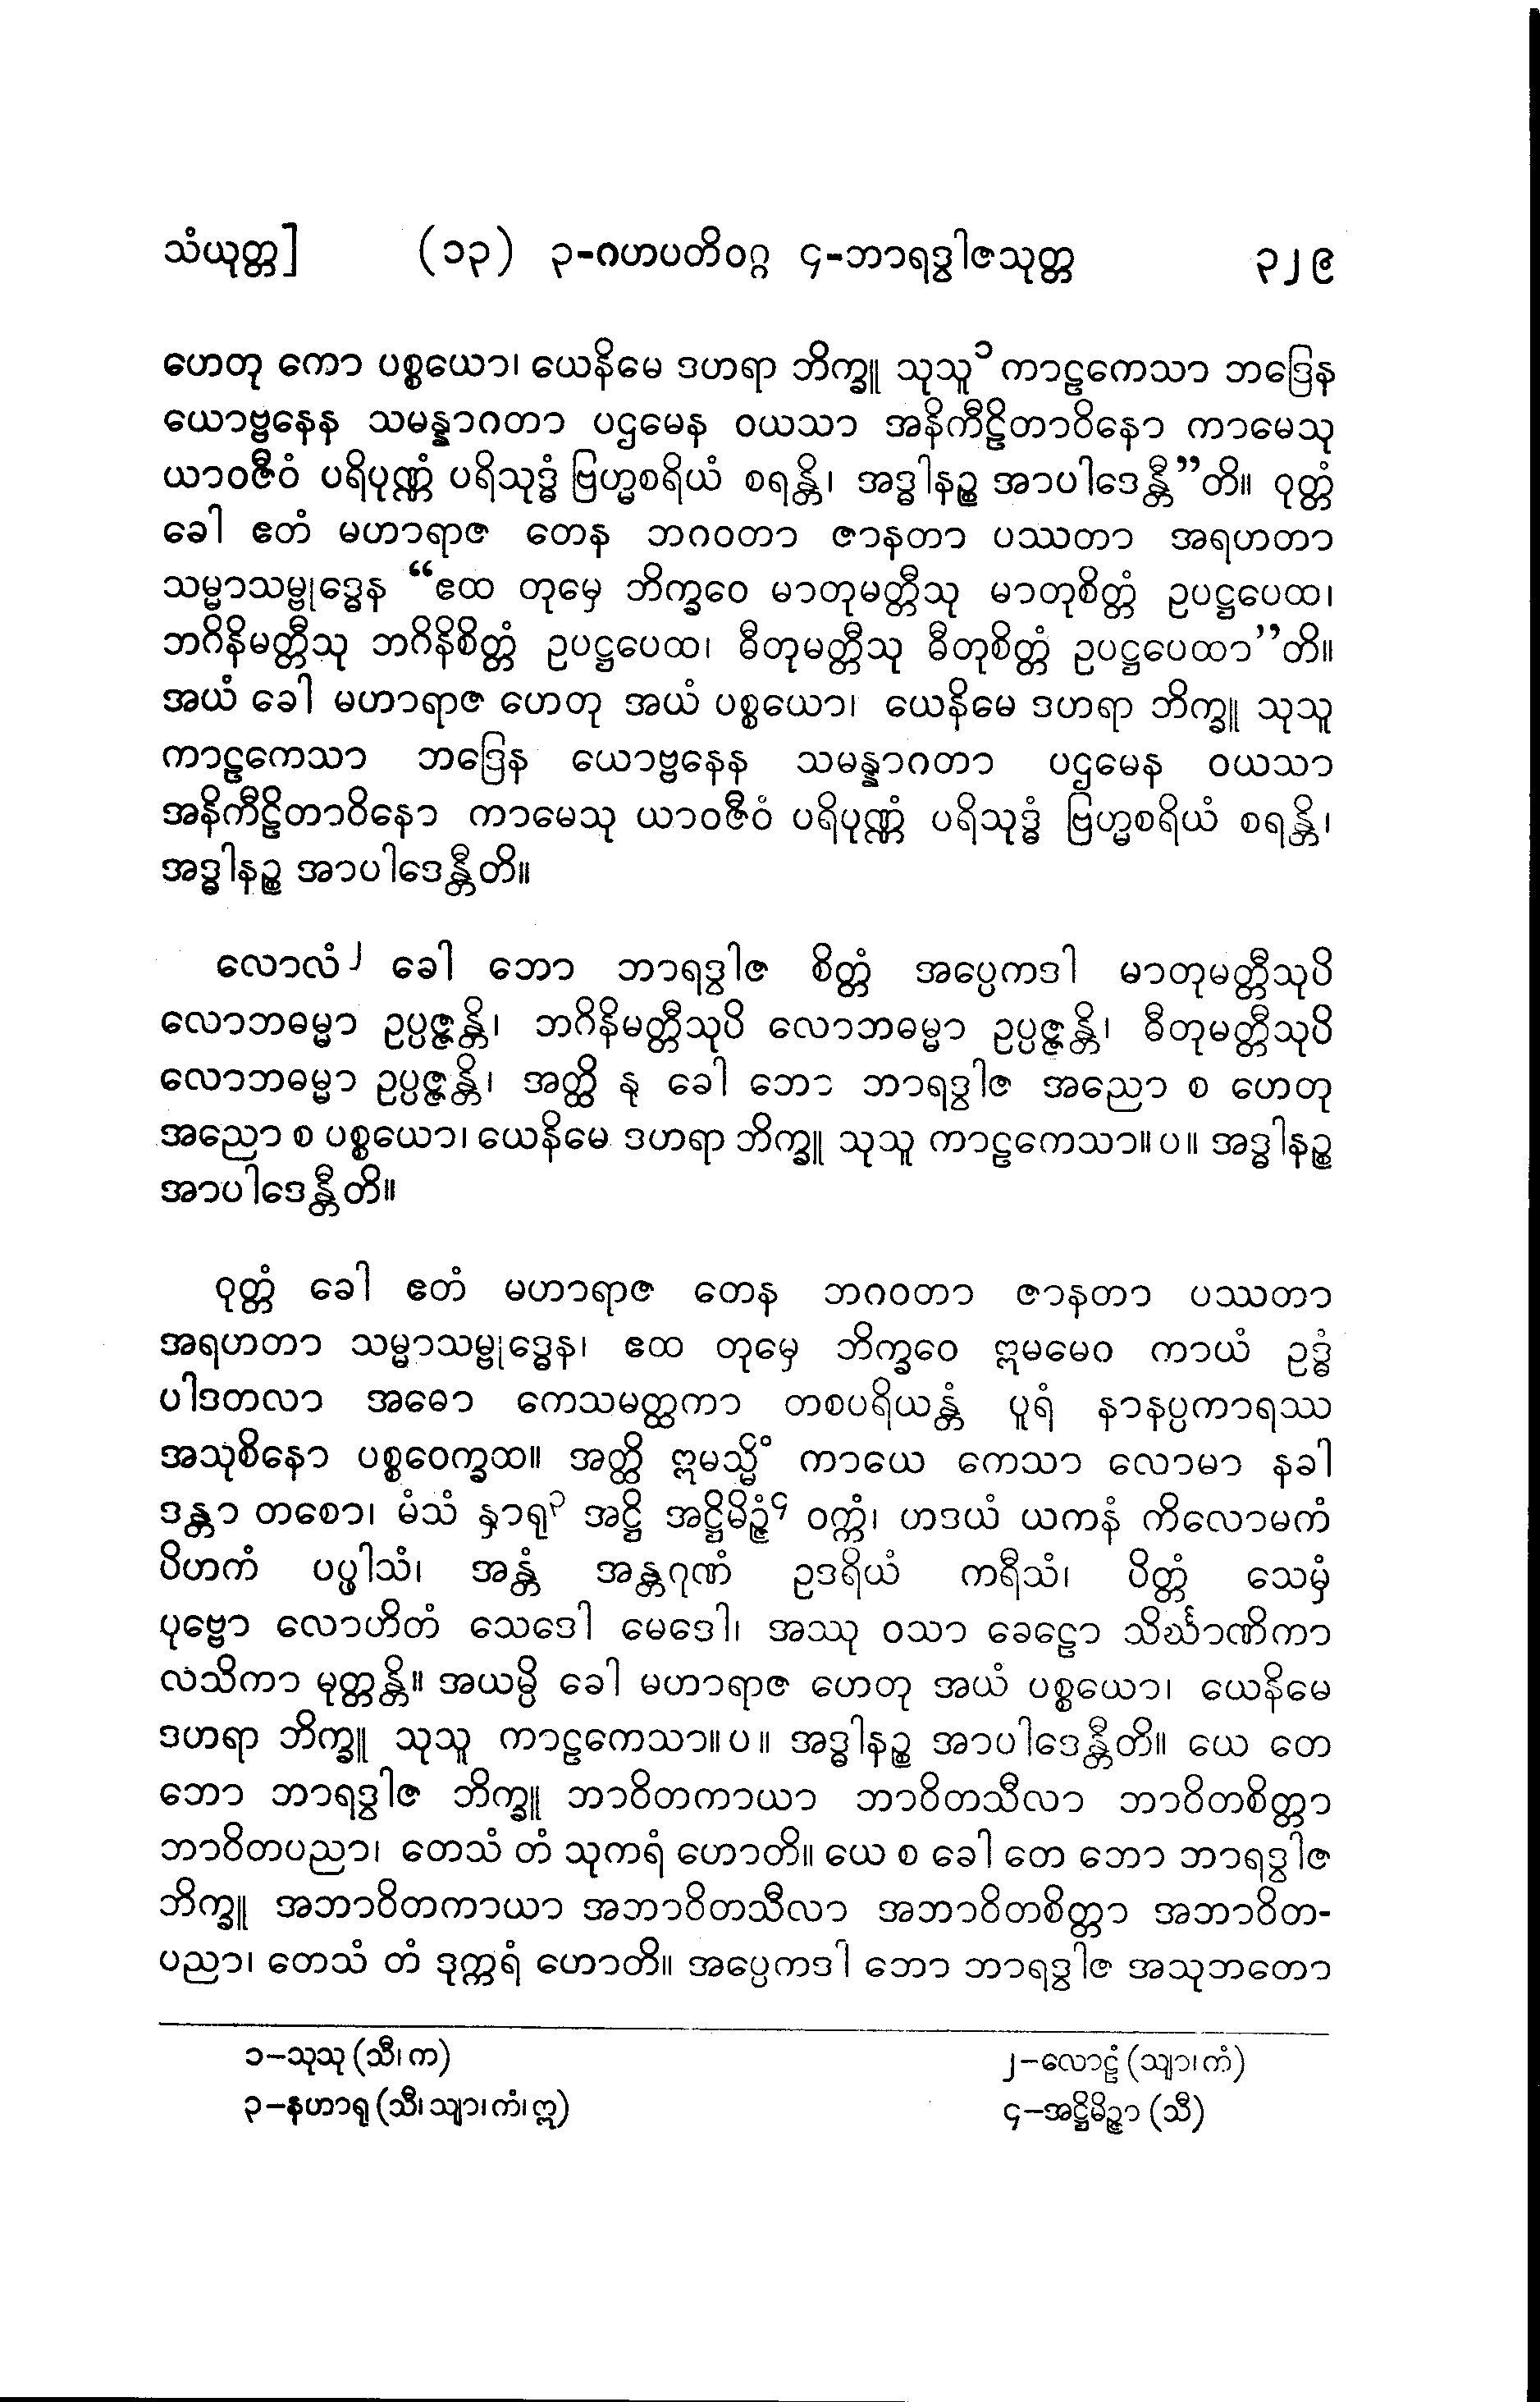 သံယုတ္တ] (၁၃) ၃-ဂဟပတိဝဂ္ဂ ၄-ဘာရဒွါဇသုတ္တ ၃၂၉
ဟေတု ကော ပစ္စယော၊ ယေနိမေ ဒဟရာ ဘိက္ခူ သုသူ၁ ကာဠကေသာ ဘဒြေန
ယောဗ္ဗနေန သမန္နာဂတာ ပဌမေန ဝယသာ အနိကီဠိတာဝိနော ကာမေသု
ယာဝဇီဝံ ပရိပုဏ္ဏံ ပရိသုဒ္ဓံ ဗြဟ္မစရိယံ စရန္တိ၊ အဒ္ဓါနဉ္စ အာပါဒေန္တီ”တိ။ ဝုတ္တံ
ခေါ ဧတံ မဟာရာဇ တေန ဘဂဝတာ ဇာနတာ ပဿတာ အရဟတာ
သမ္မာသမ္ဗုဒ္ဓေန “ဧထ တုမှေ ဘိက္ခဝေ မာတုမတ္တီသု မာတုစိတ္တံ ဥပဋ္ဌပေထ၊
ဘဂိနိမတ္တီသု ဘဂိနိစိတ္တံ ဥပဋ္ဌပေထ၊ ဓီတုမတ္တီသု ဓီတုစိတ္တံ ဥပဋ္ဌပေထာ”တိ။
အယံ ခေါ မဟာရာဇ ဟေတု အယံ ပစ္စယော၊ ယေနိမေ ဒဟရာ ဘိက္ခူ သုသူ
ကာဠကေသာ ဘဒြေန ယောဗ္ဗနေန သမန္နာဂတာ ပဌမေန ဝယသာ
အနိကီဠိတာဝိနော ကာမေသု ယာဝဇီဝံ ပရိပုဏ္ဏံ ပရိသုဒ္ဓံ ဗြဟ္မစရိယံ စရန္တိ၊
အဒ္ဓါနဉ္စ အာပါဒေန္တီတိ။
လောလံ၂ ခေါ ဘော ဘာရဒွါဇ စိတ္တံ အပ္ပေကဒါ မာတုမတ္တီသုပိ
လောဘဓမ္မာ ဥပ္ပဇ္ဇန္တိ၊ ဘဂိနိမတ္တီသုပိ လောဘဓမ္မာ ဥပ္ပဇ္ဇန္တိ၊ ဓီတုမတ္တီသုပိ
လောဘဓမ္မာ ဥပ္ပဇ္ဇန္တိ၊ အတ္ထိ နု ခေါ ဘော ဘာရဒွါဇ အညော စ ဟေတု
အညော စ ပစ္စယော၊ ယေနိမေ ဒဟရာ ဘိက္ခူ သုသူ ကာဠကေသာ။ပ။ အဒ္ဓါနဉ္စ
အာပါဒေန္တီတိ။
ဝုတ္တံ ခေါ ဧတံ မဟာရာဇ တေန ဘဂဝတာ ဇာနတာ ပဿတာ
အရဟတာ သမ္မာသမ္ဗုဒ္ဓေန၊ ဧထ တုမှေ ဘိက္ခဝေ ဣမမေဝ ကာယံ ဥဒ္ဓံ
ပါဒတလာ အဓော ကေသမတ္ထကာ တစပရိယန္တံ ပူရံ နာနပ္ပကာရဿ
အသုစိနော ပစ္စဝေက္ခထ။ အတ္ထိ ဣမသ္မိံ ကာယေ ကေသာ လောမာ နခါ
ဒန္တာ တစော၊ မံသံ နှာရု၃ အဋ္ဌိ အဋ္ဌိမိဉ္ဇံ၄ ဝက္ကံ၊ ဟဒယံ ယကနံ ကိလောမကံ
ပိဟကံ ပပ္ဖါသံ၊ အန္တံ အန္တဂုဏံ ဥဒရိယံ ကရီသံ၊ ပိတ္တံ သေမှံ
ပုဗ္ဗော လောဟိတံ သေဒေါ မေဒေါ၊ အဿု ဝသာ ခေဠော သိင်္ဃာဏိကာ
လသိကာ မုတ္တန္တိ။ အယမ္ပိ ခေါ မဟာရာဇ ဟေတု အယံ ပစ္စယော၊ ယေနိမေ
ဒဟရာ ဘိက္ခူ သုသူ ကာဠကေသာ။ပ။ အဒ္ဓါနဉ္စ အာပါဒေန္တီတိ။ ယေ တေ
ဘော ဘာရဒွါဇ ဘိက္ခူ ဘာဝိတကာယာ ဘာဝိတသီလာ ဘာဝိတစိတ္တာ
ဘာဝိတပညာ၊ တေသံ တံ သုကရံ ဟောတိ။ ယေ စ ခေါ တေ ဘော ဘာရဒွါဇ
ဘိက္ခူ အဘာဝိတကာယာ အဘာဝိတသီလာ အဘာဝိတစိတ္တာ အဘာဝိတ-
ပညာ၊ တေသံ တံ ဒုက္ကရံ ဟောတိ။ အပ္ပေကဒါ ဘော ဘာရဒွါဇ အသုဘတော
၁–သုသု (သီ၊ က) ၂–လောဠံ (သျာ၊ ကံ)
၃–နဟာရု (သီ၊ သျာ၊ ကံ၊ ဣ) ၄–အဋ္ဌိမိဉ္ဇာ (သီ)